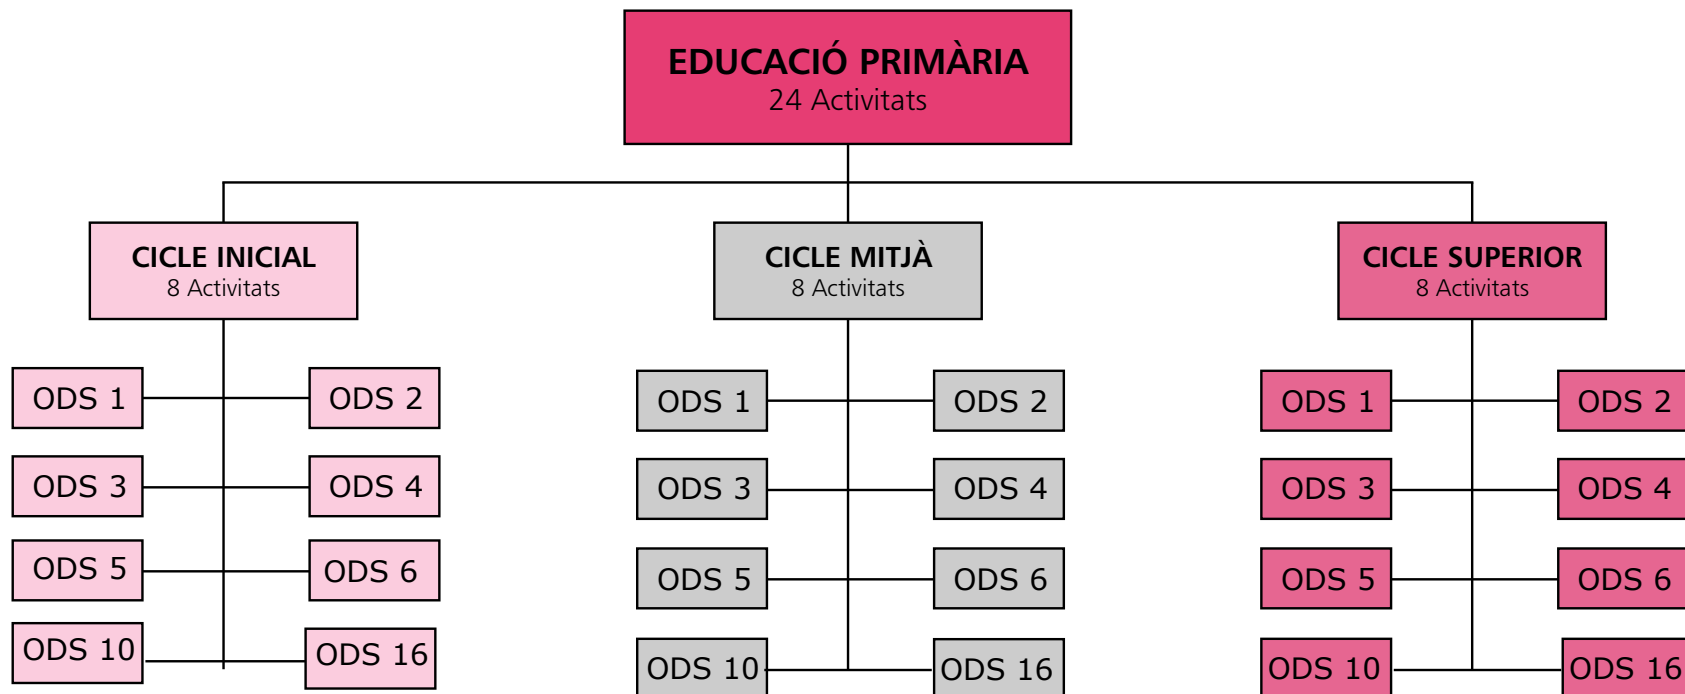 EDUCACIÓ PRIMÀRIA
24 Activitats
CICLE INICIAL
8 Activitats
ODS 1
ODS 2
ODS 3
ODS 4
ODS 5
ODS 6
ODS 10
ODS 16
CICLE MITJÀ
8 Activitats
ODS 1
ODS 2
ODS 3
ODS 4
ODS 5
ODS 6
ODS 10
ODS 16
CICLE SUPERIOR
8 Activitats
ODS 1
ODS 2
ODS 3
ODS 4
ODS 5
ODS 6
ODS 10
ODS 16